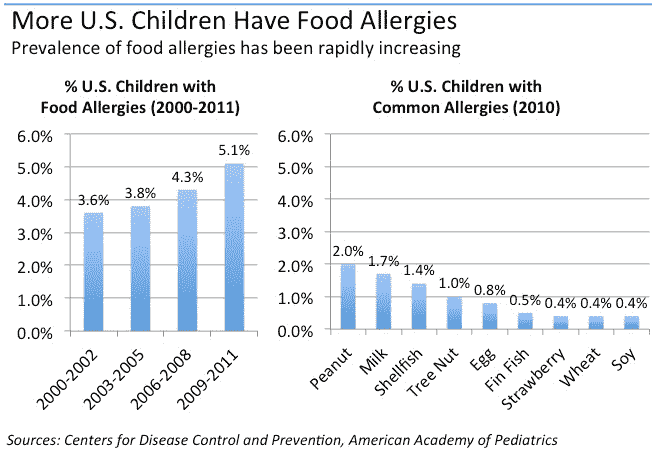 More U.S. Children Have Food Allergies
Prevalence of food allergies has been rapidly increasing
% U.S. Children with
Food Allergies (2000-2011)
6.0%
5.0%
4.0%
3.0%
2.0%
1.0%
0.0%
3.6%
3.8%
4.3%
5.1%
2000-2002
2003-2005
2006-2008
2009-2011
% U.S. Children with
Common Allergies (2010)
6.0%
5.0%
4.0%
3.0%
2.0%
1.0%
0.0%
2.0%
1.7%
1.4%
1.0%
0.8%
0.5%
0.4%
0.4%
0.4%
Peanut
Milk
Shellfish
Tree Nut
Egg
Fin Fish
Strawberry
Wheat
Soy
Sources: Centers for Disease Control and Prevention, American Academy of Pediatrics